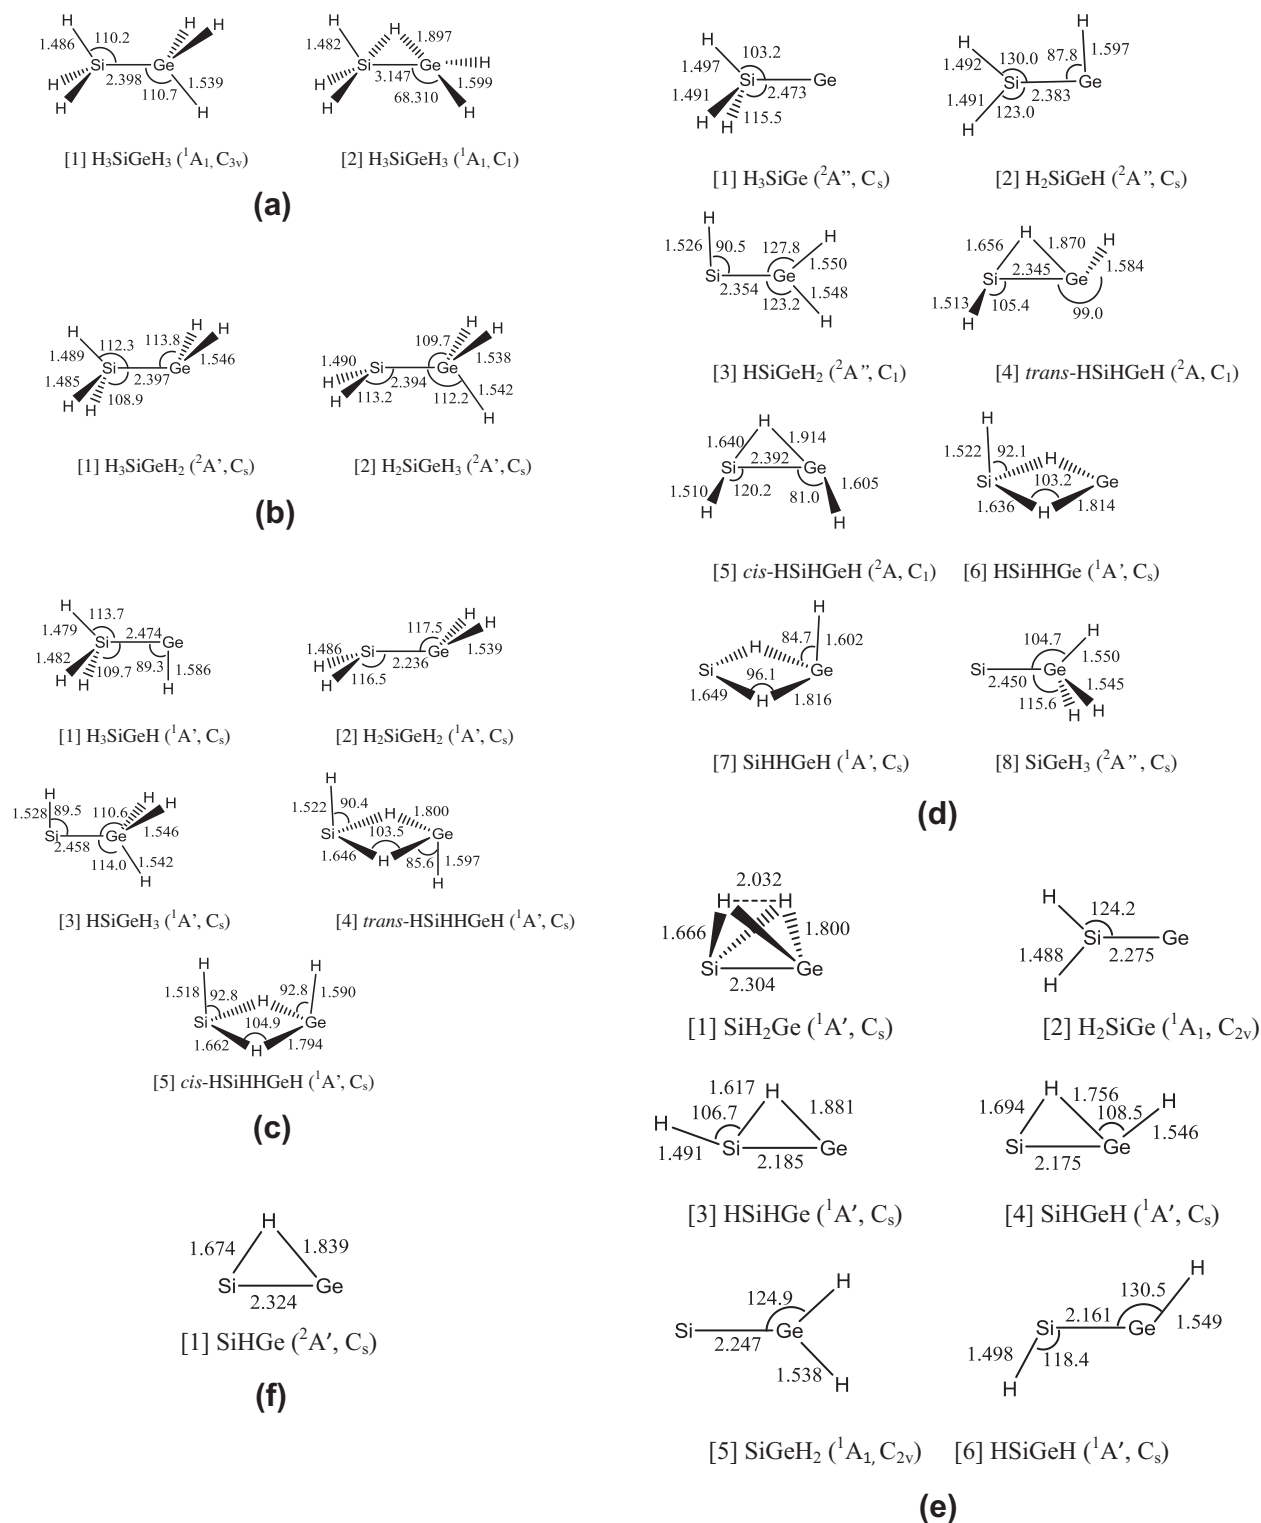 H H H H H H
1.486 110.2 1.482 1.897
Si Ge Si Ge H
H 2.398 1.539 H 3.147 1.599
H 110.7 H H 68.310 H
[1] H₃SiGeH₃ (¹A₁, C₃ᵥ) [2] H₃SiGeH₃ (¹A₁, C₁)
(a)
H H H H H
112.3 113.8 109.7
1.489 Si Ge 1.546 1.490 Si Ge 1.538
1.485 2.397 H 2.394 1.542
H H 108.9 H 113.2 112.2 H
[1] H₃SiGeH₂ (²A’, Cₛ) [2] H₂SiGeH₃ (²A’, Cₛ)
(b)
H 113.7 H H
1.479 2.474 117.5
Si Ge 1.486 Si Ge 1.539
1.482 109.7 89.3 1.586 H 2.236
H H H H 116.5
[1] H₃SiGeH (¹A’, Cₛ) [2] H₂SiGeH₂ (¹A’, Cₛ)
H H H H
1.528 89.5 110.6 1.522 90.4 H 1.800
Si Ge 1.546 Si 103.5 Ge
2.458 114.0 1.542 1.646 H 85.6 1.597
H H
[3] HSiGeH₃ (¹A’, Cₛ) [4] trans-HSiHHGeH (¹A’, Cₛ)
H H
1.518 92.8 H 92.8 1.590
Si 104.9 Ge
1.662 H 1.794
[5] cis-HSiHHGeH (¹A’, Cₛ)
(c)
H
1.674 1.839
Si Ge
2.324
[1] SiHGe (²A′, Cₛ)
(f)
H 103.2 H H
1.497 1.492 130.0 87.8 1.597
Si Ge Si Ge
1.491 2.473 1.491 2.383
H H 115.5 H 123.0
[1] H₃SiGe (²A”, Cₛ) [2] H₂SiGeH (²A”, Cₛ)
H H H H
1.526 90.5 127.8 1.656 1.870
Si Ge 1.550 Si 2.345 Ge 1.584
2.354 123.2 1.548 1.513 105.4 99.0
H H
[3] HSiGeH₂ (²A”, C₁) [4] trans-HSiHGeH (²A, C₁)
H H
1.640 1.914 1.522 92.1 H
Si 2.392 Ge Si 103.2 Ge
1.510 120.2 81.0 1.605 1.636 H 1.814
H H
[5] cis-HSiHGeH (²A, C₁) [6] HSiHHGe (¹A’, Cₛ)
H
H 84.7 1.602 104.7 H
Si 96.1 Ge Si Ge 1.550
1.649 H 1.816 2.450 1.545
115.6 H H
[7] SiHHGeH (¹A’, Cₛ) [8] SiGeH₃ (²A”, Cₛ)
(d)
2.032
H H H
1.666 1.800 124.2
Si Ge Si Ge
2.304 1.488 2.275
H
[1] SiH₂Ge (¹A′, Cₛ) [2] H₂SiGe (¹A₁, C₂ᵥ)
1.617 H H 1.756
106.7 1.881 1.694 108.5 H
H Si Ge Si Ge 1.546
1.491 2.185 2.175
[3] HSiHGe (¹A′, Cₛ) [4] SiHGeH (¹A′, Cₛ)
H H
124.9 130.5
Si Ge 2.161 1.549
2.247 Si Ge
1.538 1.498 118.4
H H
[5] SiGeH₂ (¹A₁, C₂ᵥ) [6] HSiGeH (¹A′, Cₛ)
(e)